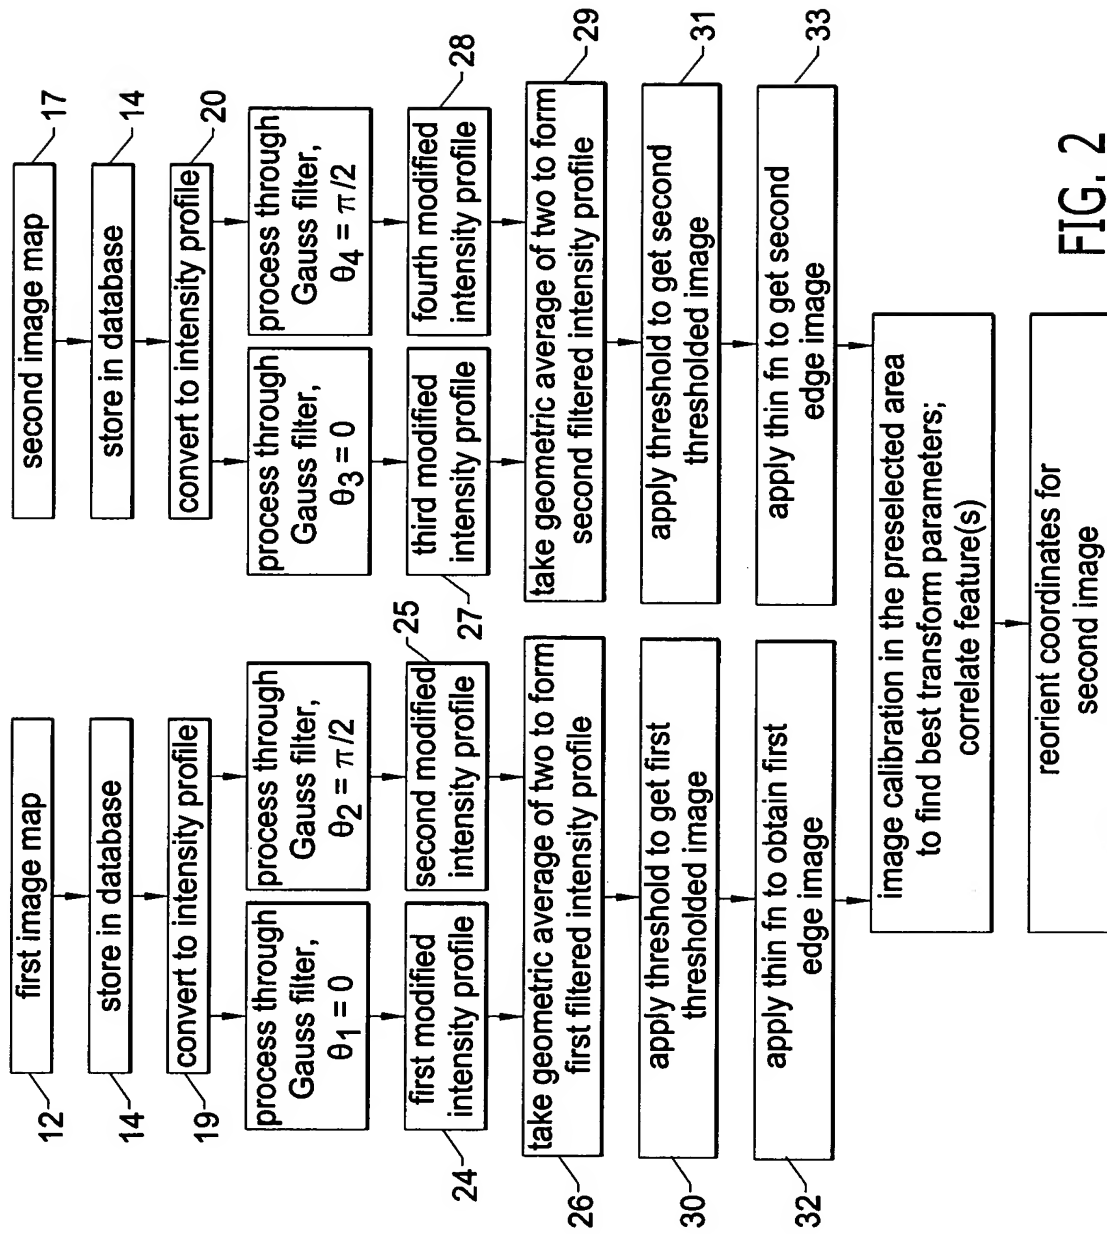 first image map
12
store in database
14
convert to intensity profile
19
process through
Gauss filter,
θ1 = 0
process through
Gauss filter,
θ2 = π/2
first modified
intensity profile
24
second modified
intensity profile
25
take geometric average of two to form
first filtered intensity profile
26
apply threshold to get first
thresholded image
30
apply thin fn to obtain first
edge image
32
second image map
17
store in database
14
convert to intensity profile
20
process through
Gauss filter,
θ3 = 0
process through
Gauss filter,
θ4 = π/2
third modified
intensity profile
27
fourth modified
intensity profile
28
take geometric average of two to form
second filtered intensity profile
29
apply threshold to get second
thresholded image
31
apply thin fn to get second
edge image
33
image calibration in the preselected area
to find best transform parameters;
correlate feature(s)
reorient coordinates for
second image
FIG. 2